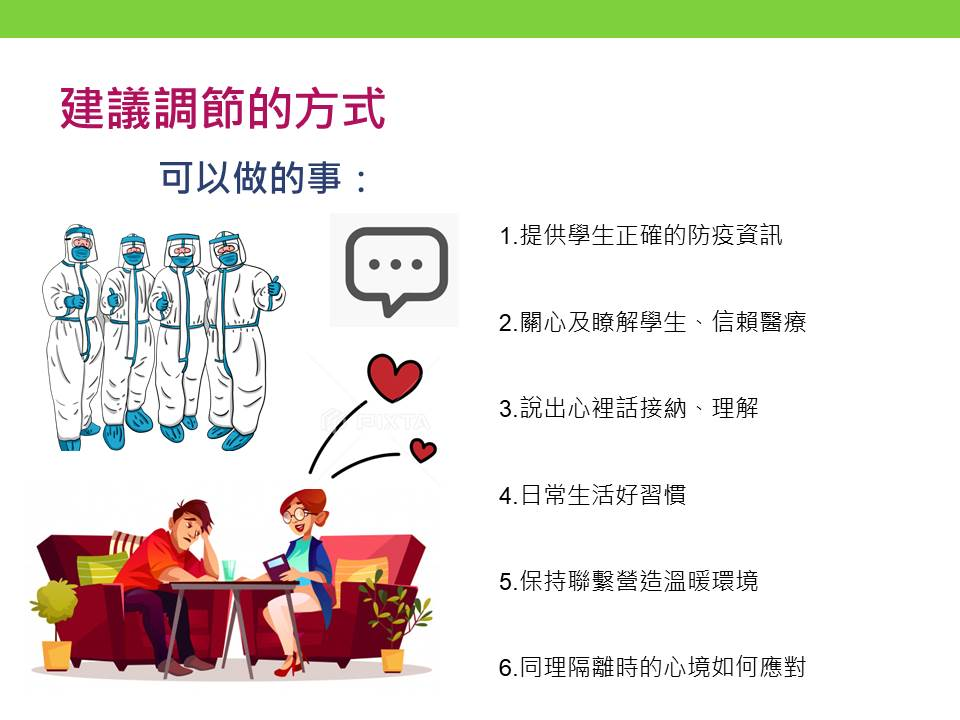 建議調節的方式
可以做的事：
1.提供學生正確的防疫資訊
2.關心及瞭解學生、信賴醫療
3.說出心裡話接納、理解
4.日常生活好習慣
5.保持聯繫營造溫暖環境
6.同理隔離時的心境如何應對
PIXTA